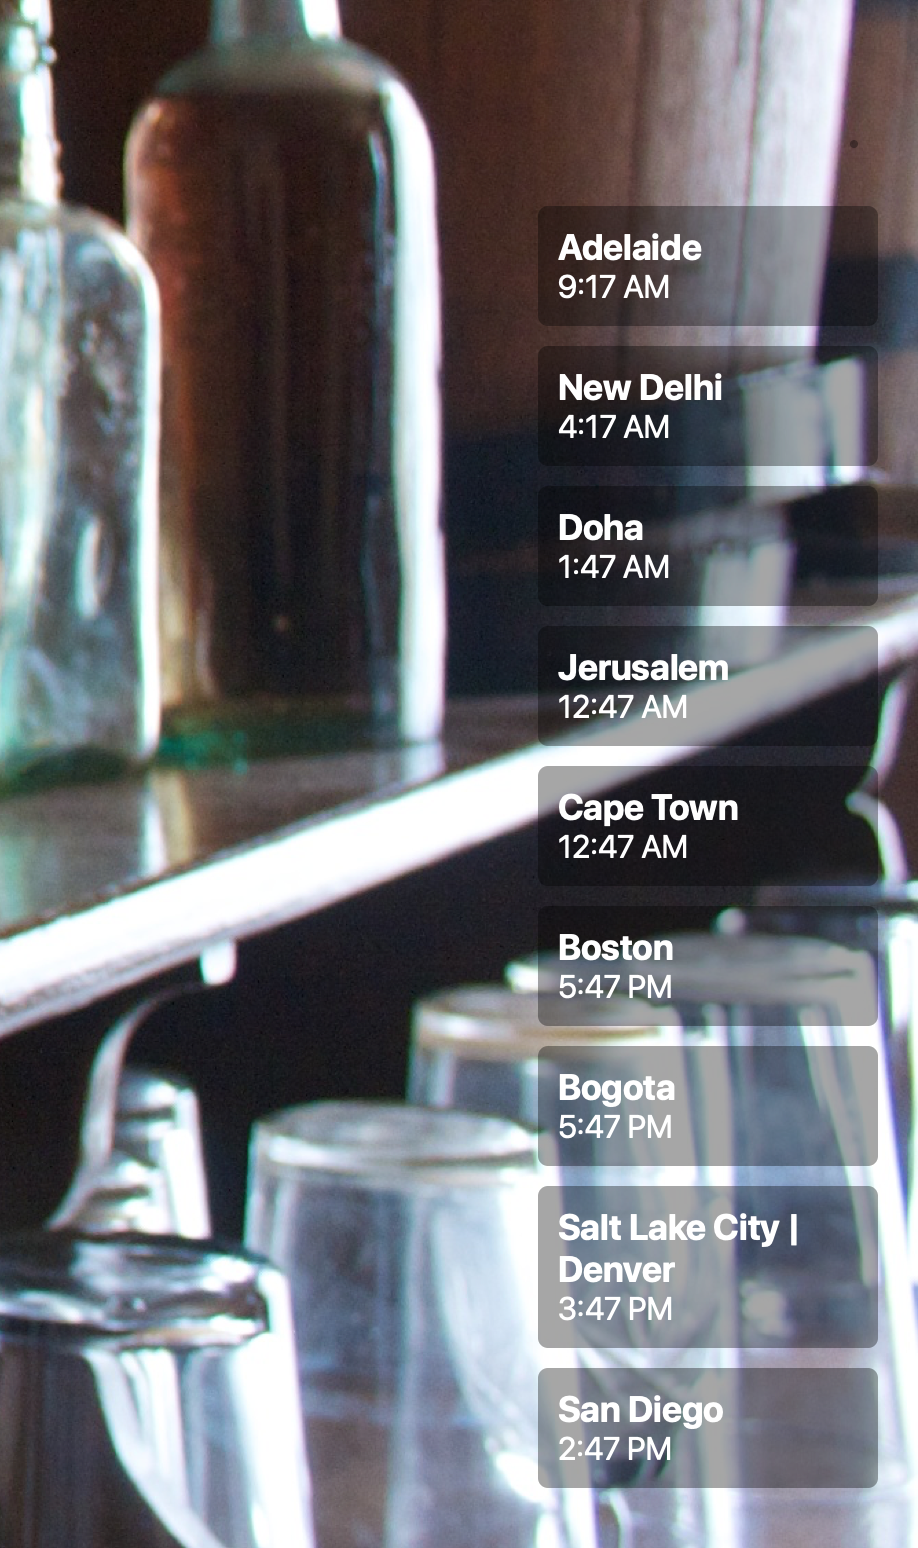 Adelaide
9:17 AM
New Delhi
4:17 AM
Doha
1:47 AM
Jerusalem
12:47 AM
Cape Town
12:47 AM
Boston
5:47 PM
Bogota
5:47 PM
Salt Lake City |
Denver
3:47 PM
San Diego
2:47 PM